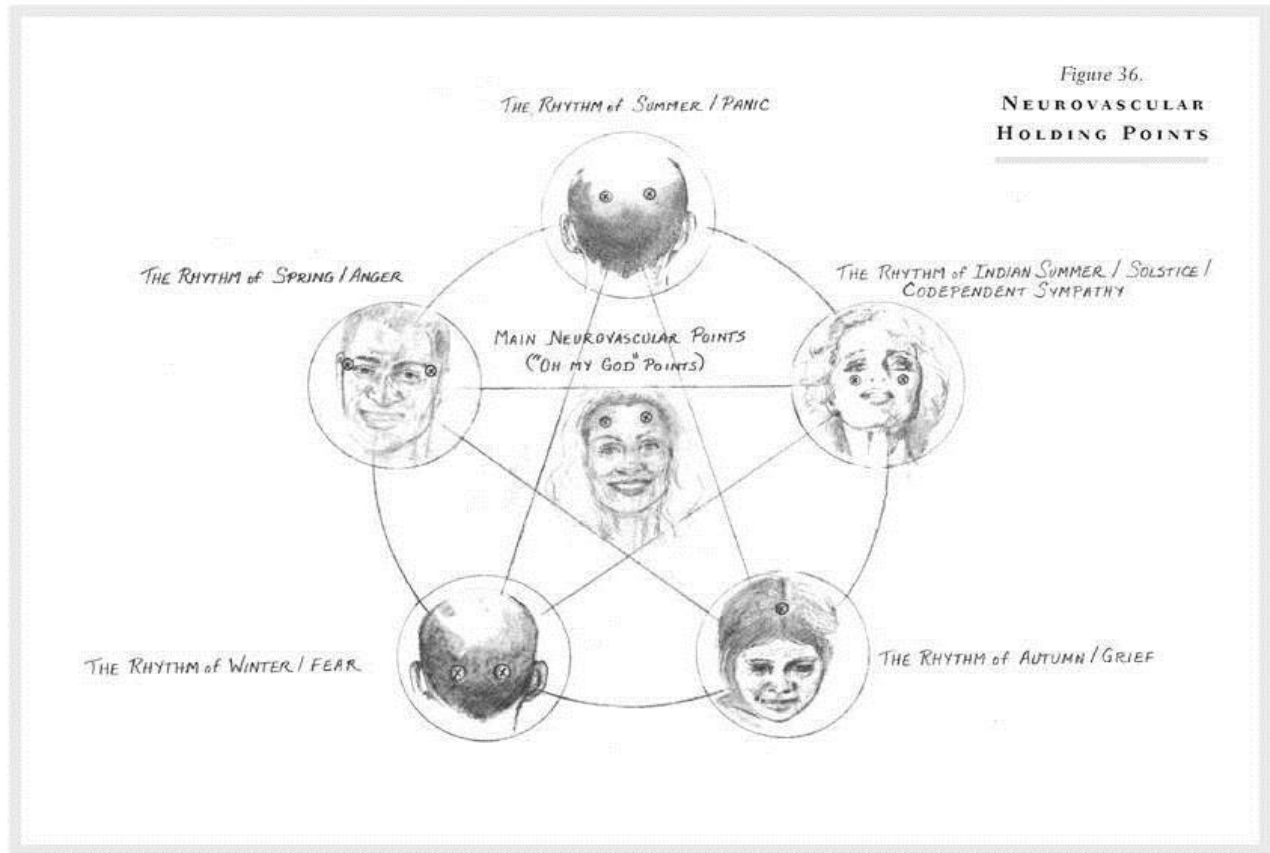 Figure 36.
NEUROVASCULAR
HOLDING POINTS
THE RHYTHM of SUMMER / PANIC
THE RHYTHM of SPRING / ANGER
THE RHYTHM of INDIAN SUMMER / SOLSTICE /
CODEPENDENT SYMPATHY
MAIN NEUROVASCULAR POINTS
("OH MY GOD" POINTS)
THE RHYTHM of WINTER / FEAR
THE RHYTHM of AUTUMN / GRIEF